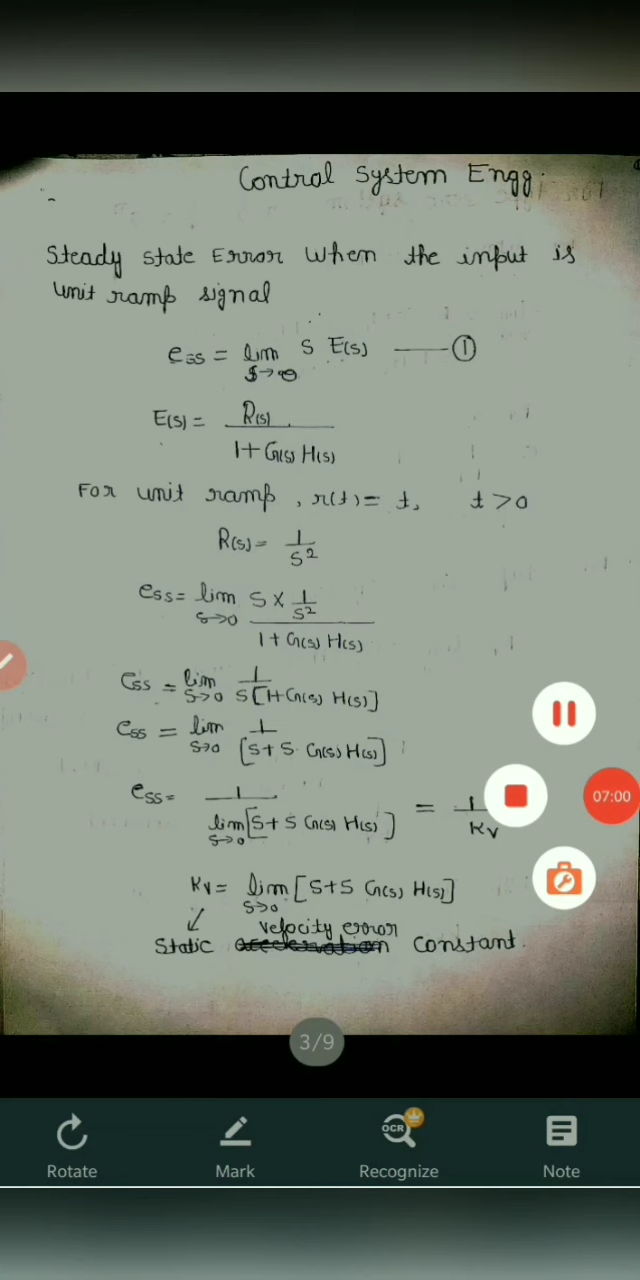 Control System Engg.
Steady state Error when the input is
unit ramp signal
ess = lim S E(s) —— ①
S→∞
E(s) = R(s)
1+ G(s) H(s)
For unit ramp, r(t) = t, t > 0
R(s) = 1
S²
ess = lim S × 1/S²
S→0 1+ G(s) H(s)
ess = lim 1
S→0 S[1+G(s) H(s)]
ess = lim 1
S→0 [S+ S G(s) H(s)]
ess = 1 = 1
lim [S+ S G(s) H(s)] Kv
S→0
Kv = lim [S+S G(s) H(s)]
S→0
velocity error
Static acceleration constant.
07:00
3/9
OCR
Rotate Mark Recognize Note